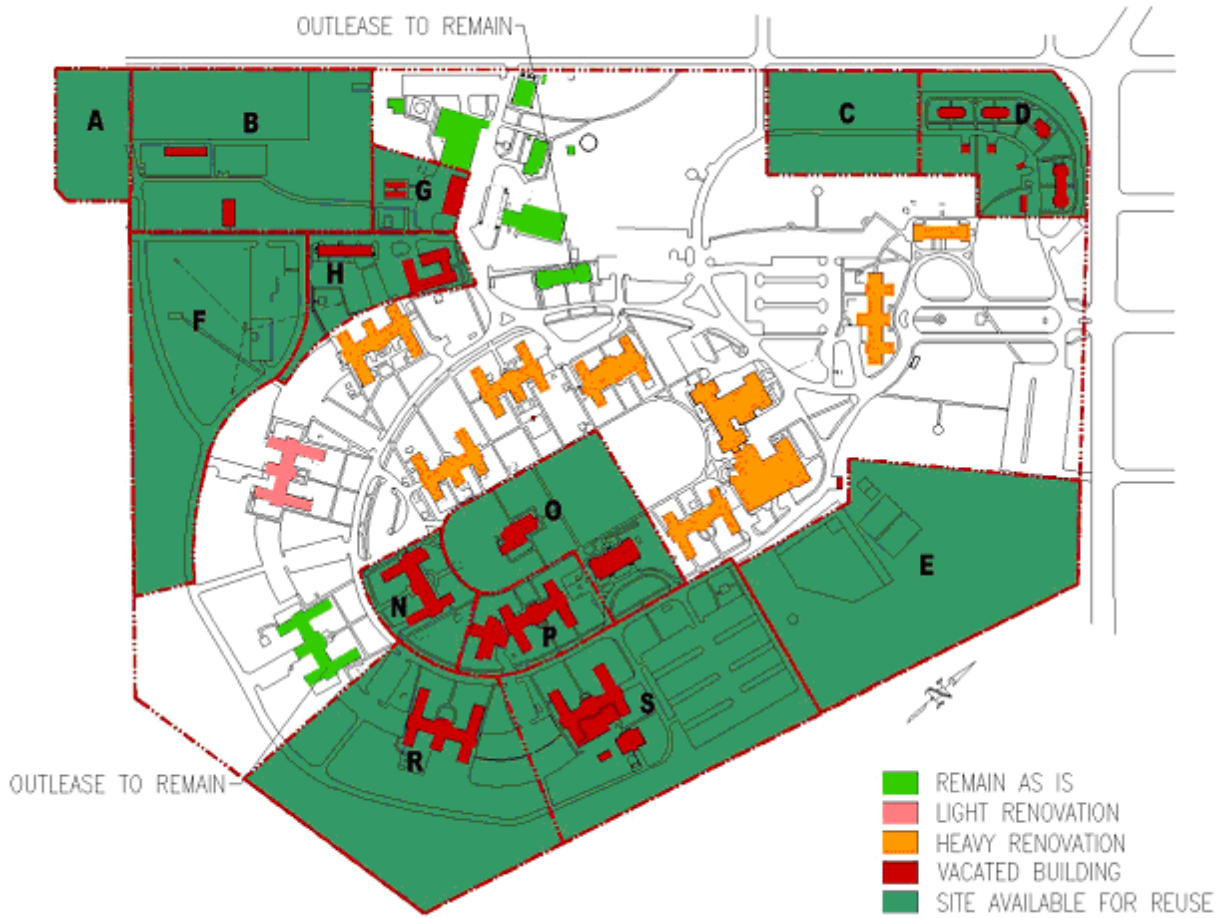 OUTLEASE TO REMAIN
A
B
C
D
G
H
F
O
E
N
P
S
R
OUTLEASE TO REMAIN
REMAIN AS IS
LIGHT RENOVATION
HEAVY RENOVATION
VACATED BUILDING
SITE AVAILABLE FOR REUSE